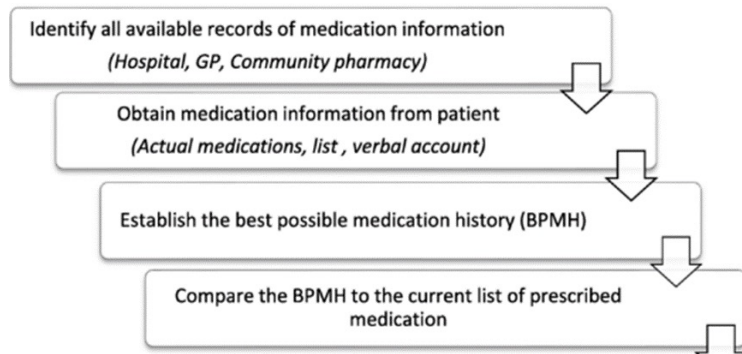 Identify all available records of medication information
(Hospital, GP, Community pharmacy)
Obtain medication information from patient
(Actual medications, list , verbal account)
Establish the best possible medication history (BPMH)
Compare the BPMH to the current list of prescribed
medication